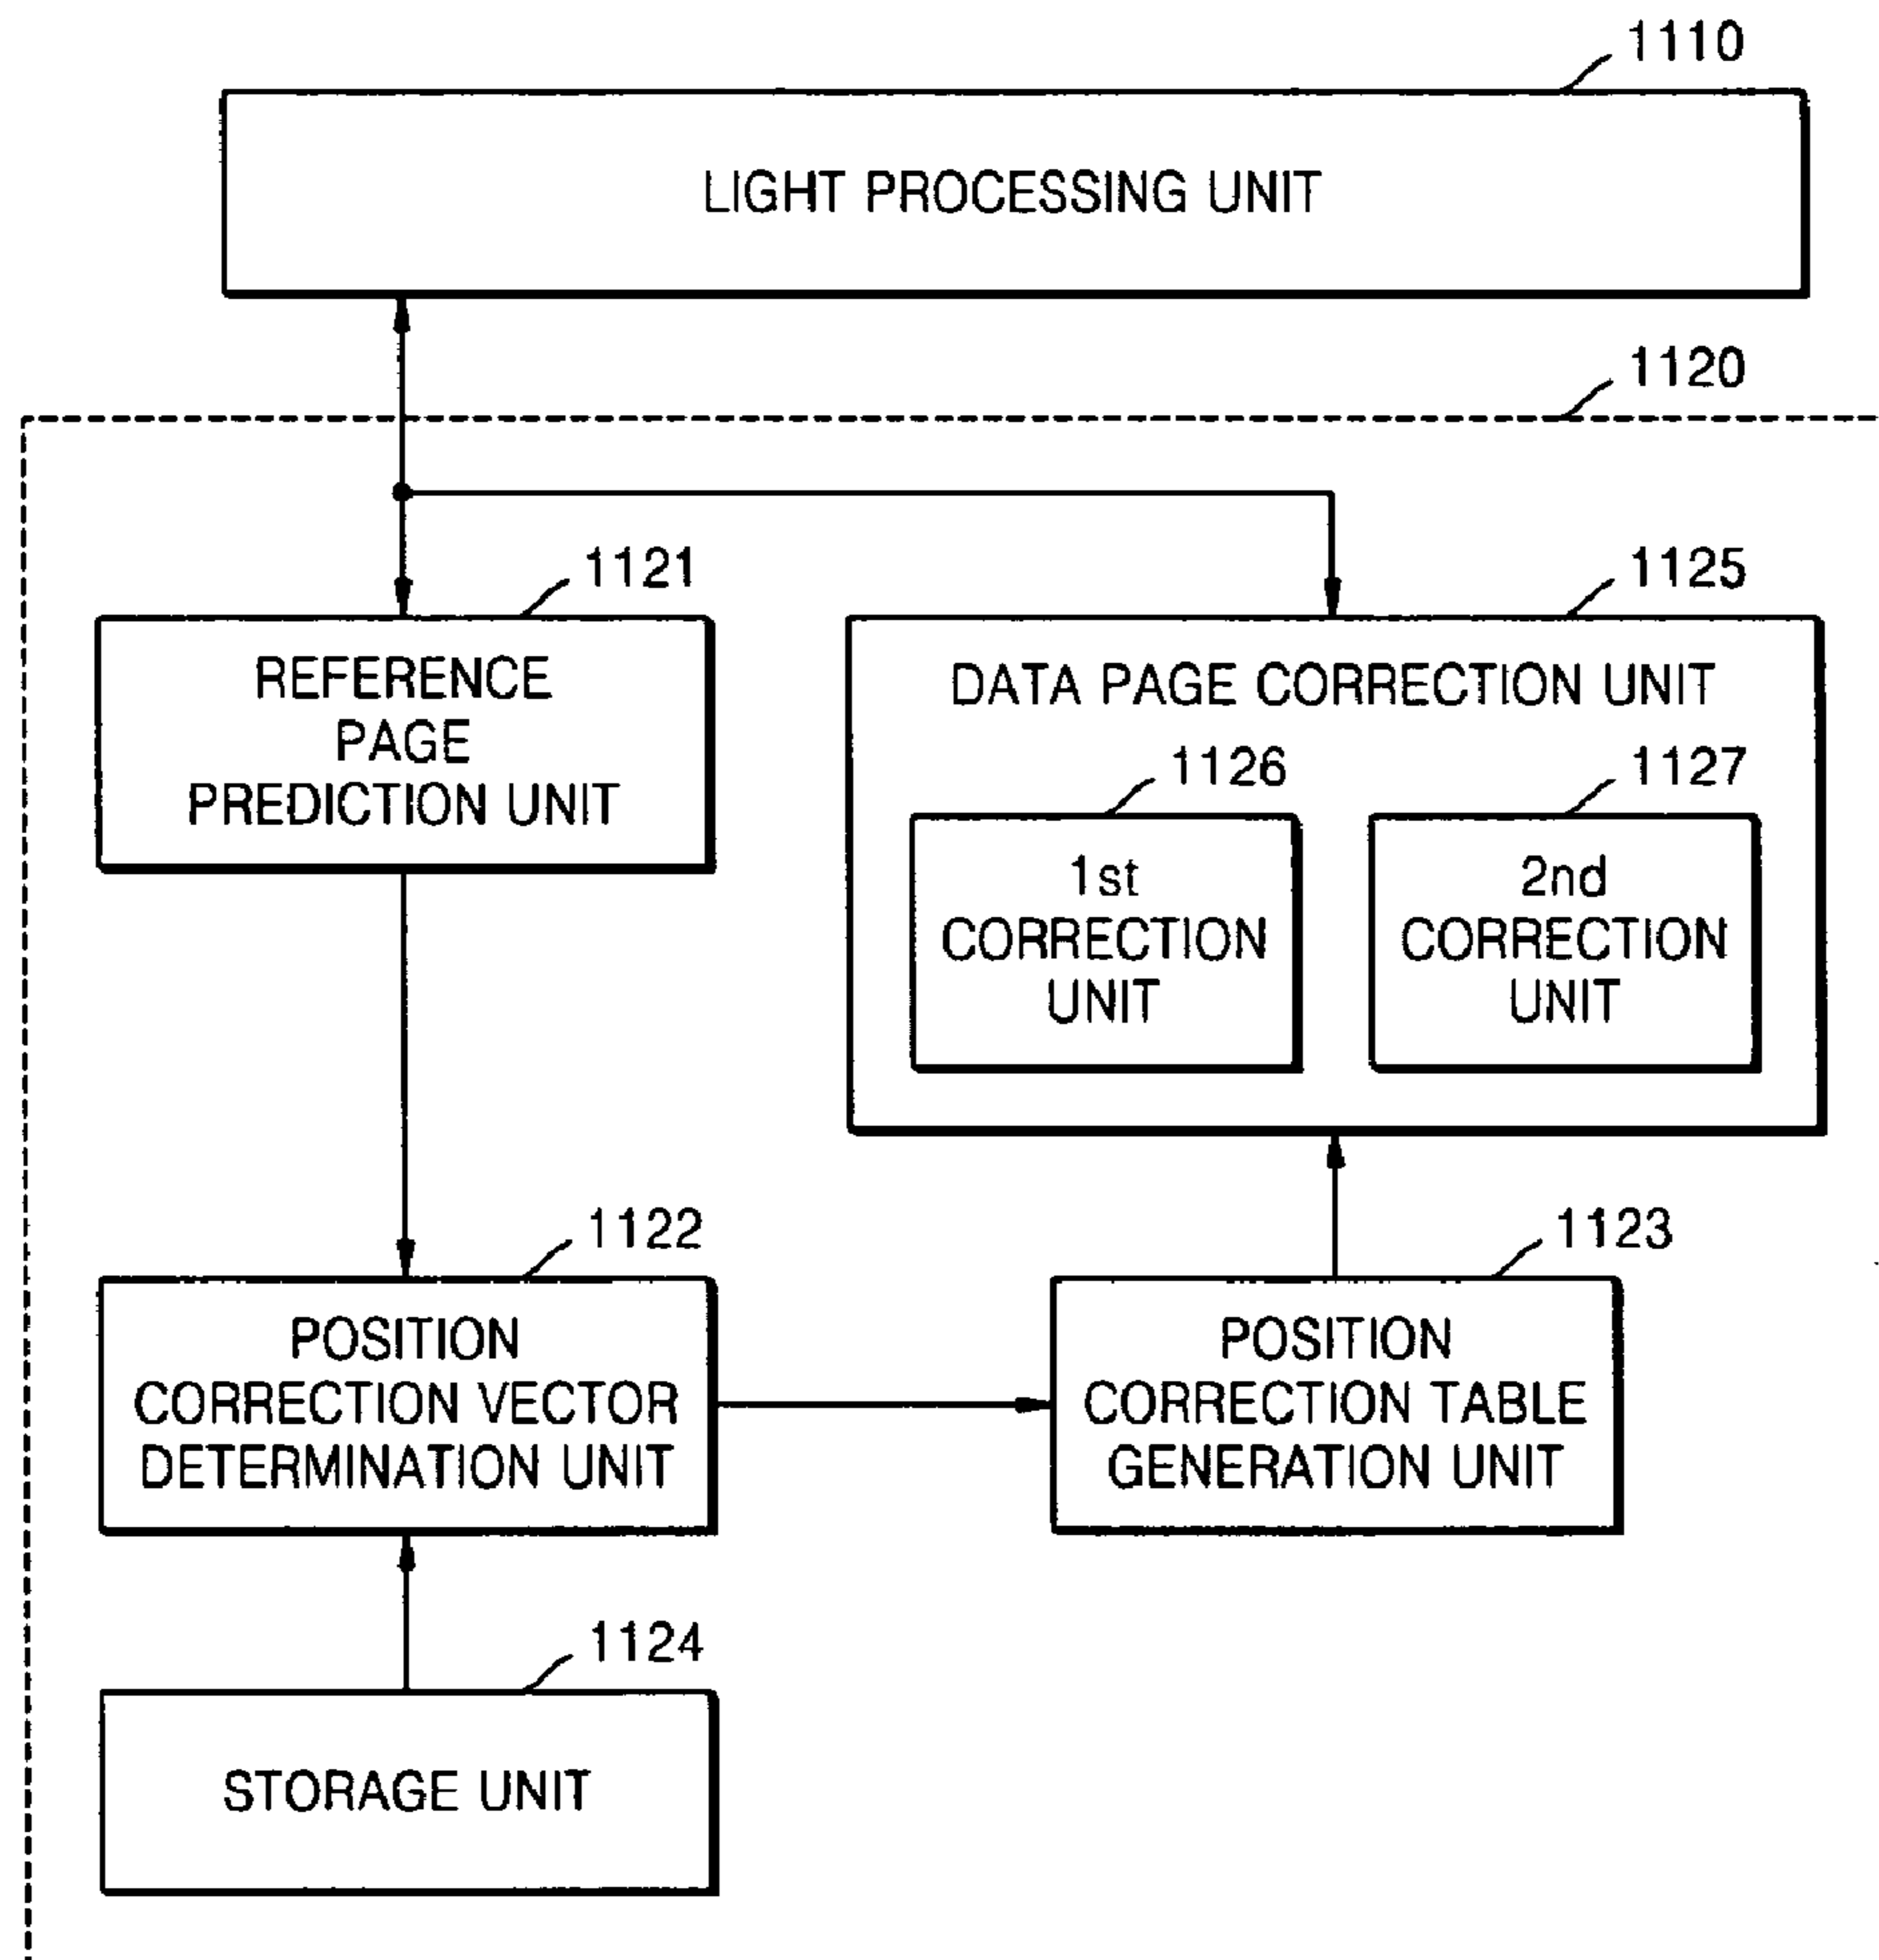 1110
LIGHT PROCESSING UNIT
1120
1121
REFERENCE
PAGE
PREDICTION UNIT
1125
DATA PAGE CORRECTION UNIT
1126
1st
CORRECTION
UNIT
1127
2nd
CORRECTION
UNIT
1122
POSITION
CORRECTION VECTOR
DETERMINATION UNIT
1123
POSITION
CORRECTION TABLE
GENERATION UNIT
1124
STORAGE UNIT